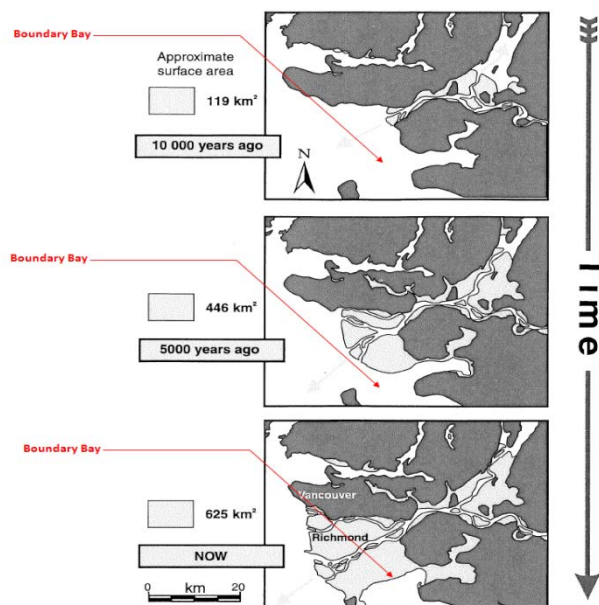 Boundary Bay
Approximate
surface area
119 km²
10 000 years ago
N
Boundary Bay
446 km²
5000 years ago
Boundary Bay
Vancouver
Richmond
625 km²
NOW
0 km 20
Time